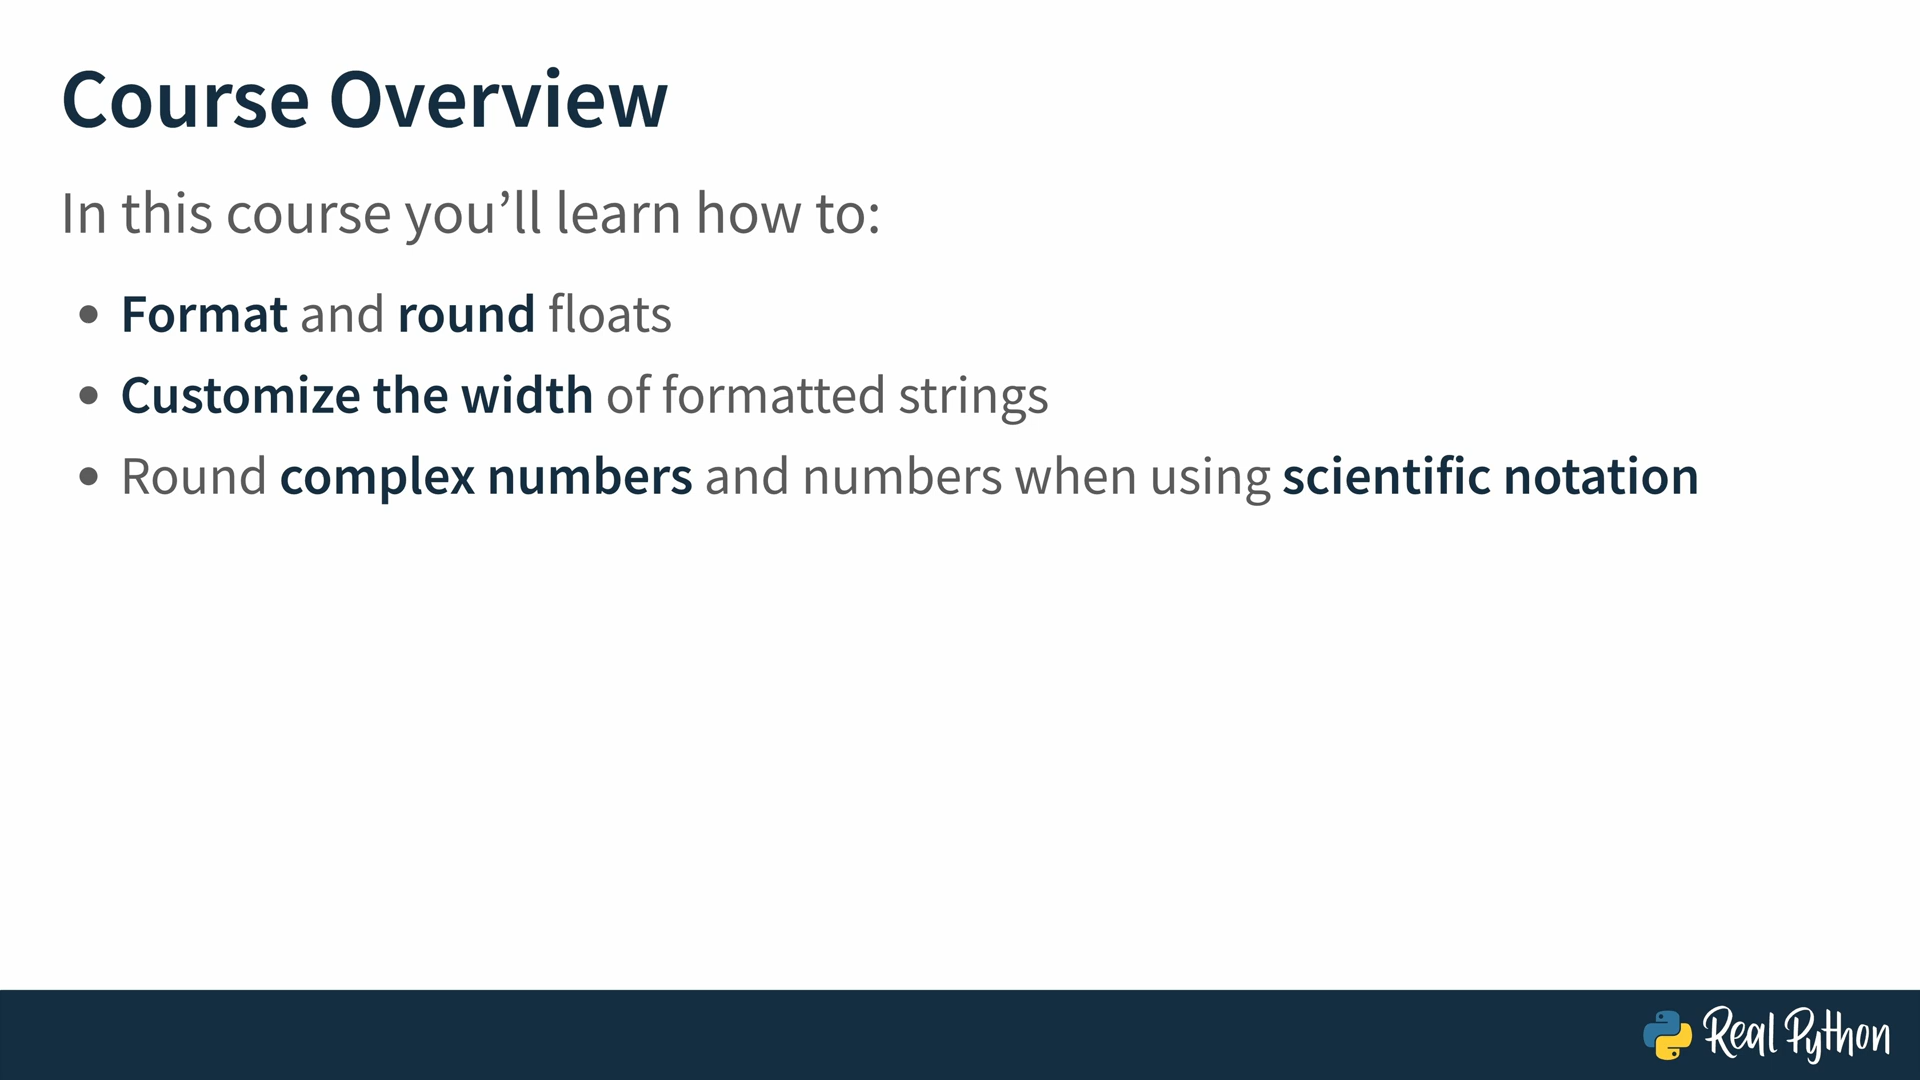 Course Overview
In this course you’ll learn how to:
• Format and round floats
• Customize the width of formatted strings
• Round complex numbers and numbers when using scientific notation
Real Python